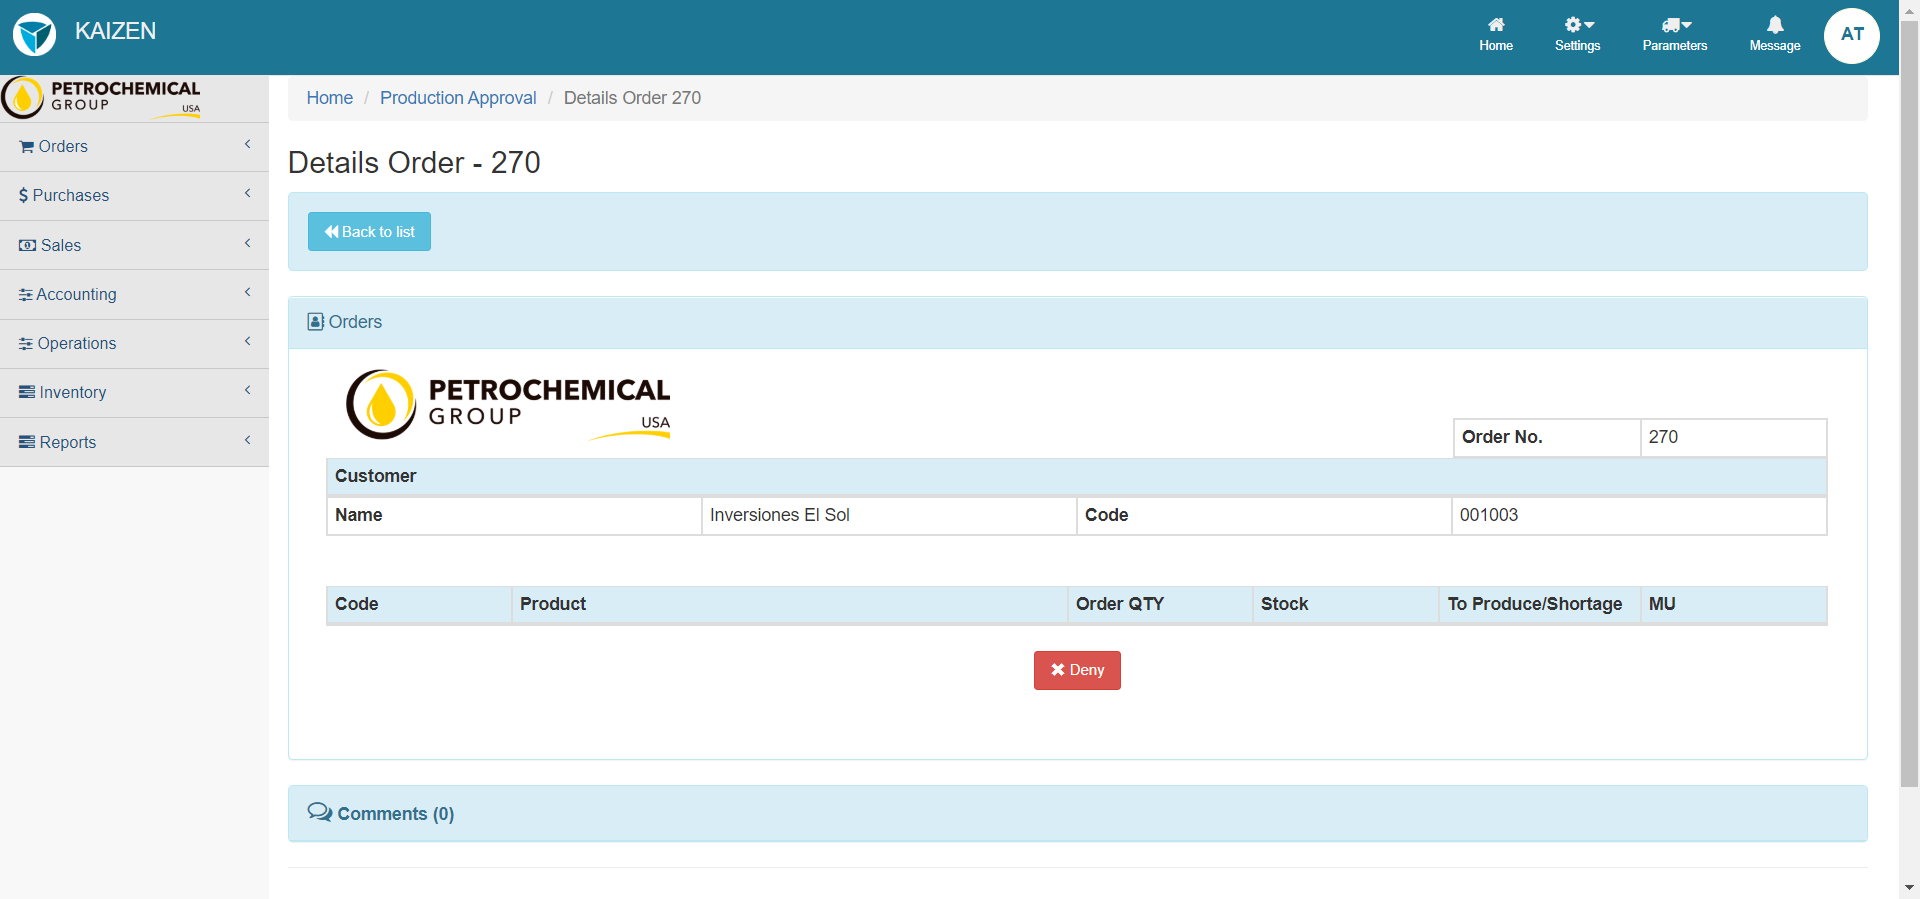 KAIZEN
Home
Settings
Parameters
Message
AT
PETROCHEMICAL
GROUP
USA
Orders
$ Purchases
Sales
Accounting
Operations
Inventory
Reports
Home / Production Approval / Details Order 270
Details Order - 270
Back to list
Orders
PETROCHEMICAL
GROUP
USA
Order No. 270
Customer
Name Inversiones El Sol Code 001003
Code Product Order QTY Stock To Produce/Shortage MU
Deny
Comments (0)